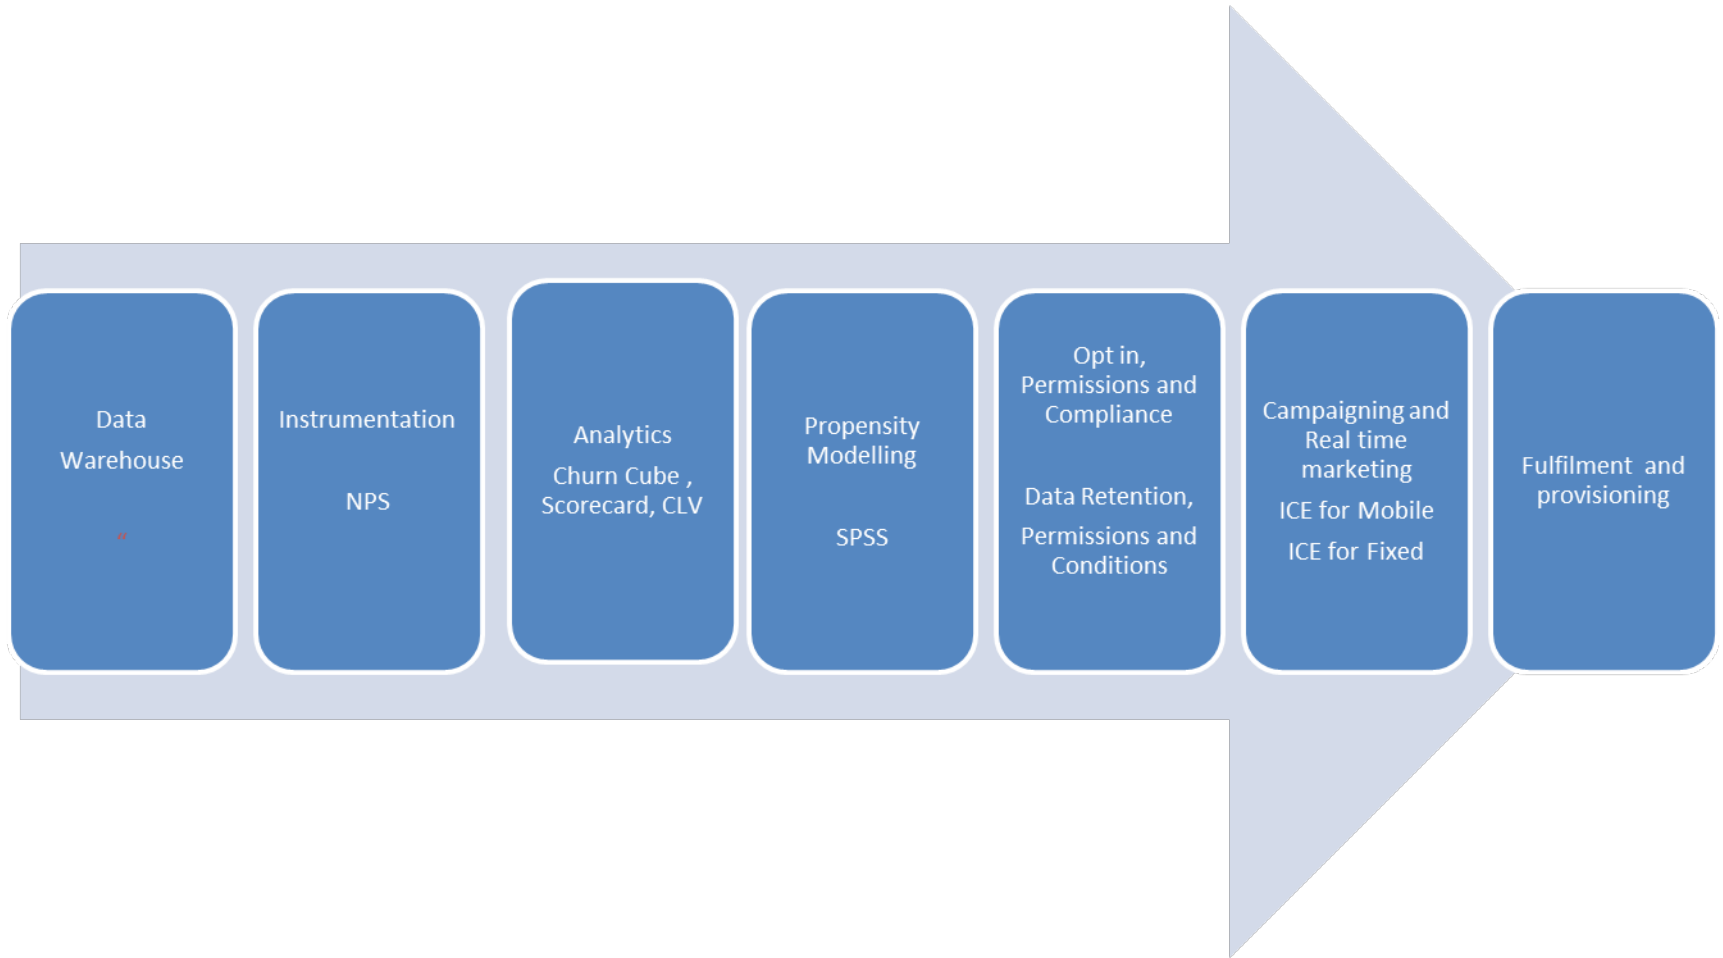 Data
Warehouse
“
Instrumentation
NPS
Analytics
Churn Cube ,
Scorecard, CLV
Propensity
Modelling
SPSS
Opt in,
Permissions and
Compliance
Data Retention,
Permissions and
Conditions
Campaigning and
Real time
marketing
ICE for Mobile
ICE for Fixed
Fulfilment and
provisioning